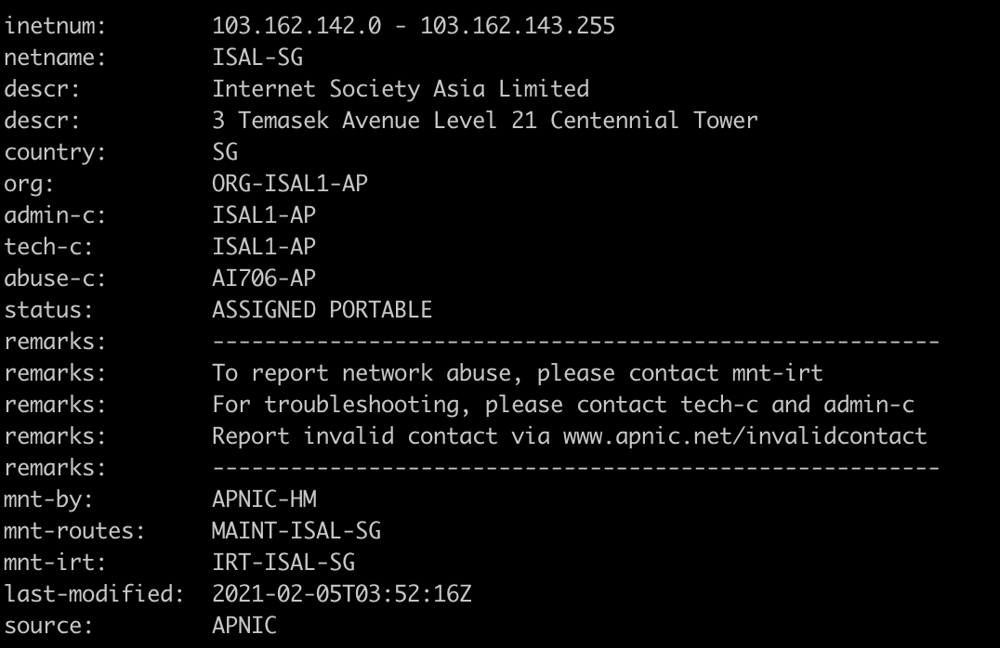 inetnum:        103.162.142.0 - 103.162.143.255
netname:        ISAL-SG
descr:          Internet Society Asia Limited
descr:          3 Temasek Avenue Level 21 Centennial Tower
country:        SG
org:            ORG-ISAL1-AP
admin-c:        ISAL1-AP
tech-c:         ISAL1-AP
abuse-c:        AI706-AP
status:         ASSIGNED PORTABLE
remarks:        --------------------------------------------------------
remarks:        To report network abuse, please contact mnt-irt
remarks:        For troubleshooting, please contact tech-c and admin-c
remarks:        Report invalid contact via www.apnic.net/invalidcontact
remarks:        --------------------------------------------------------
mnt-by:         APNIC-HM
mnt-routes:     MAINT-ISAL-SG
mnt-irt:        IRT-ISAL-SG
last-modified:  2021-02-05T03:52:16Z
source:         APNIC